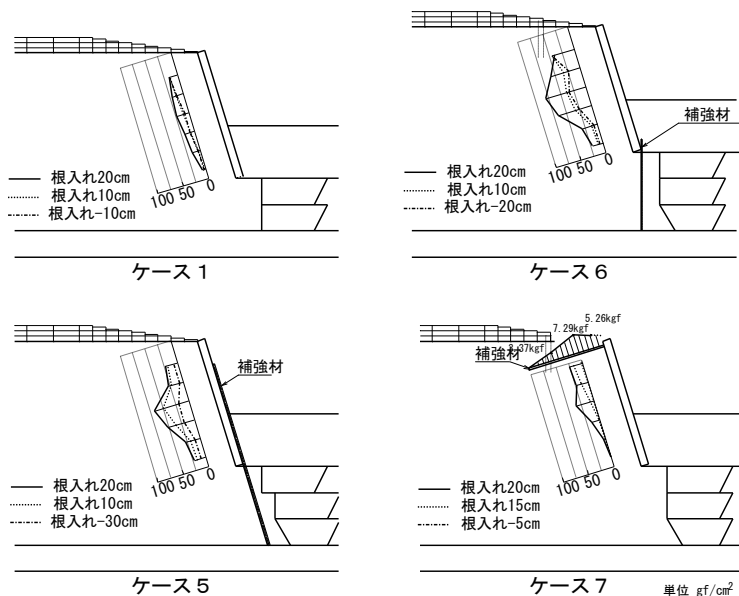 根入れ20cm
根入れ10cm
根入れ-10cm
100 50 0
ケース1
補強材
根入れ20cm
根入れ10cm
根入れ-20cm
100 50 0
ケース6
補強材
根入れ20cm
根入れ10cm
根入れ-30cm
100 50 0
ケース5
5.26kgf
7.29kgf
補強材
根入れ20cm
根入れ15cm
根入れ-5cm
100 50 0
ケース7
単位 gf/cm²